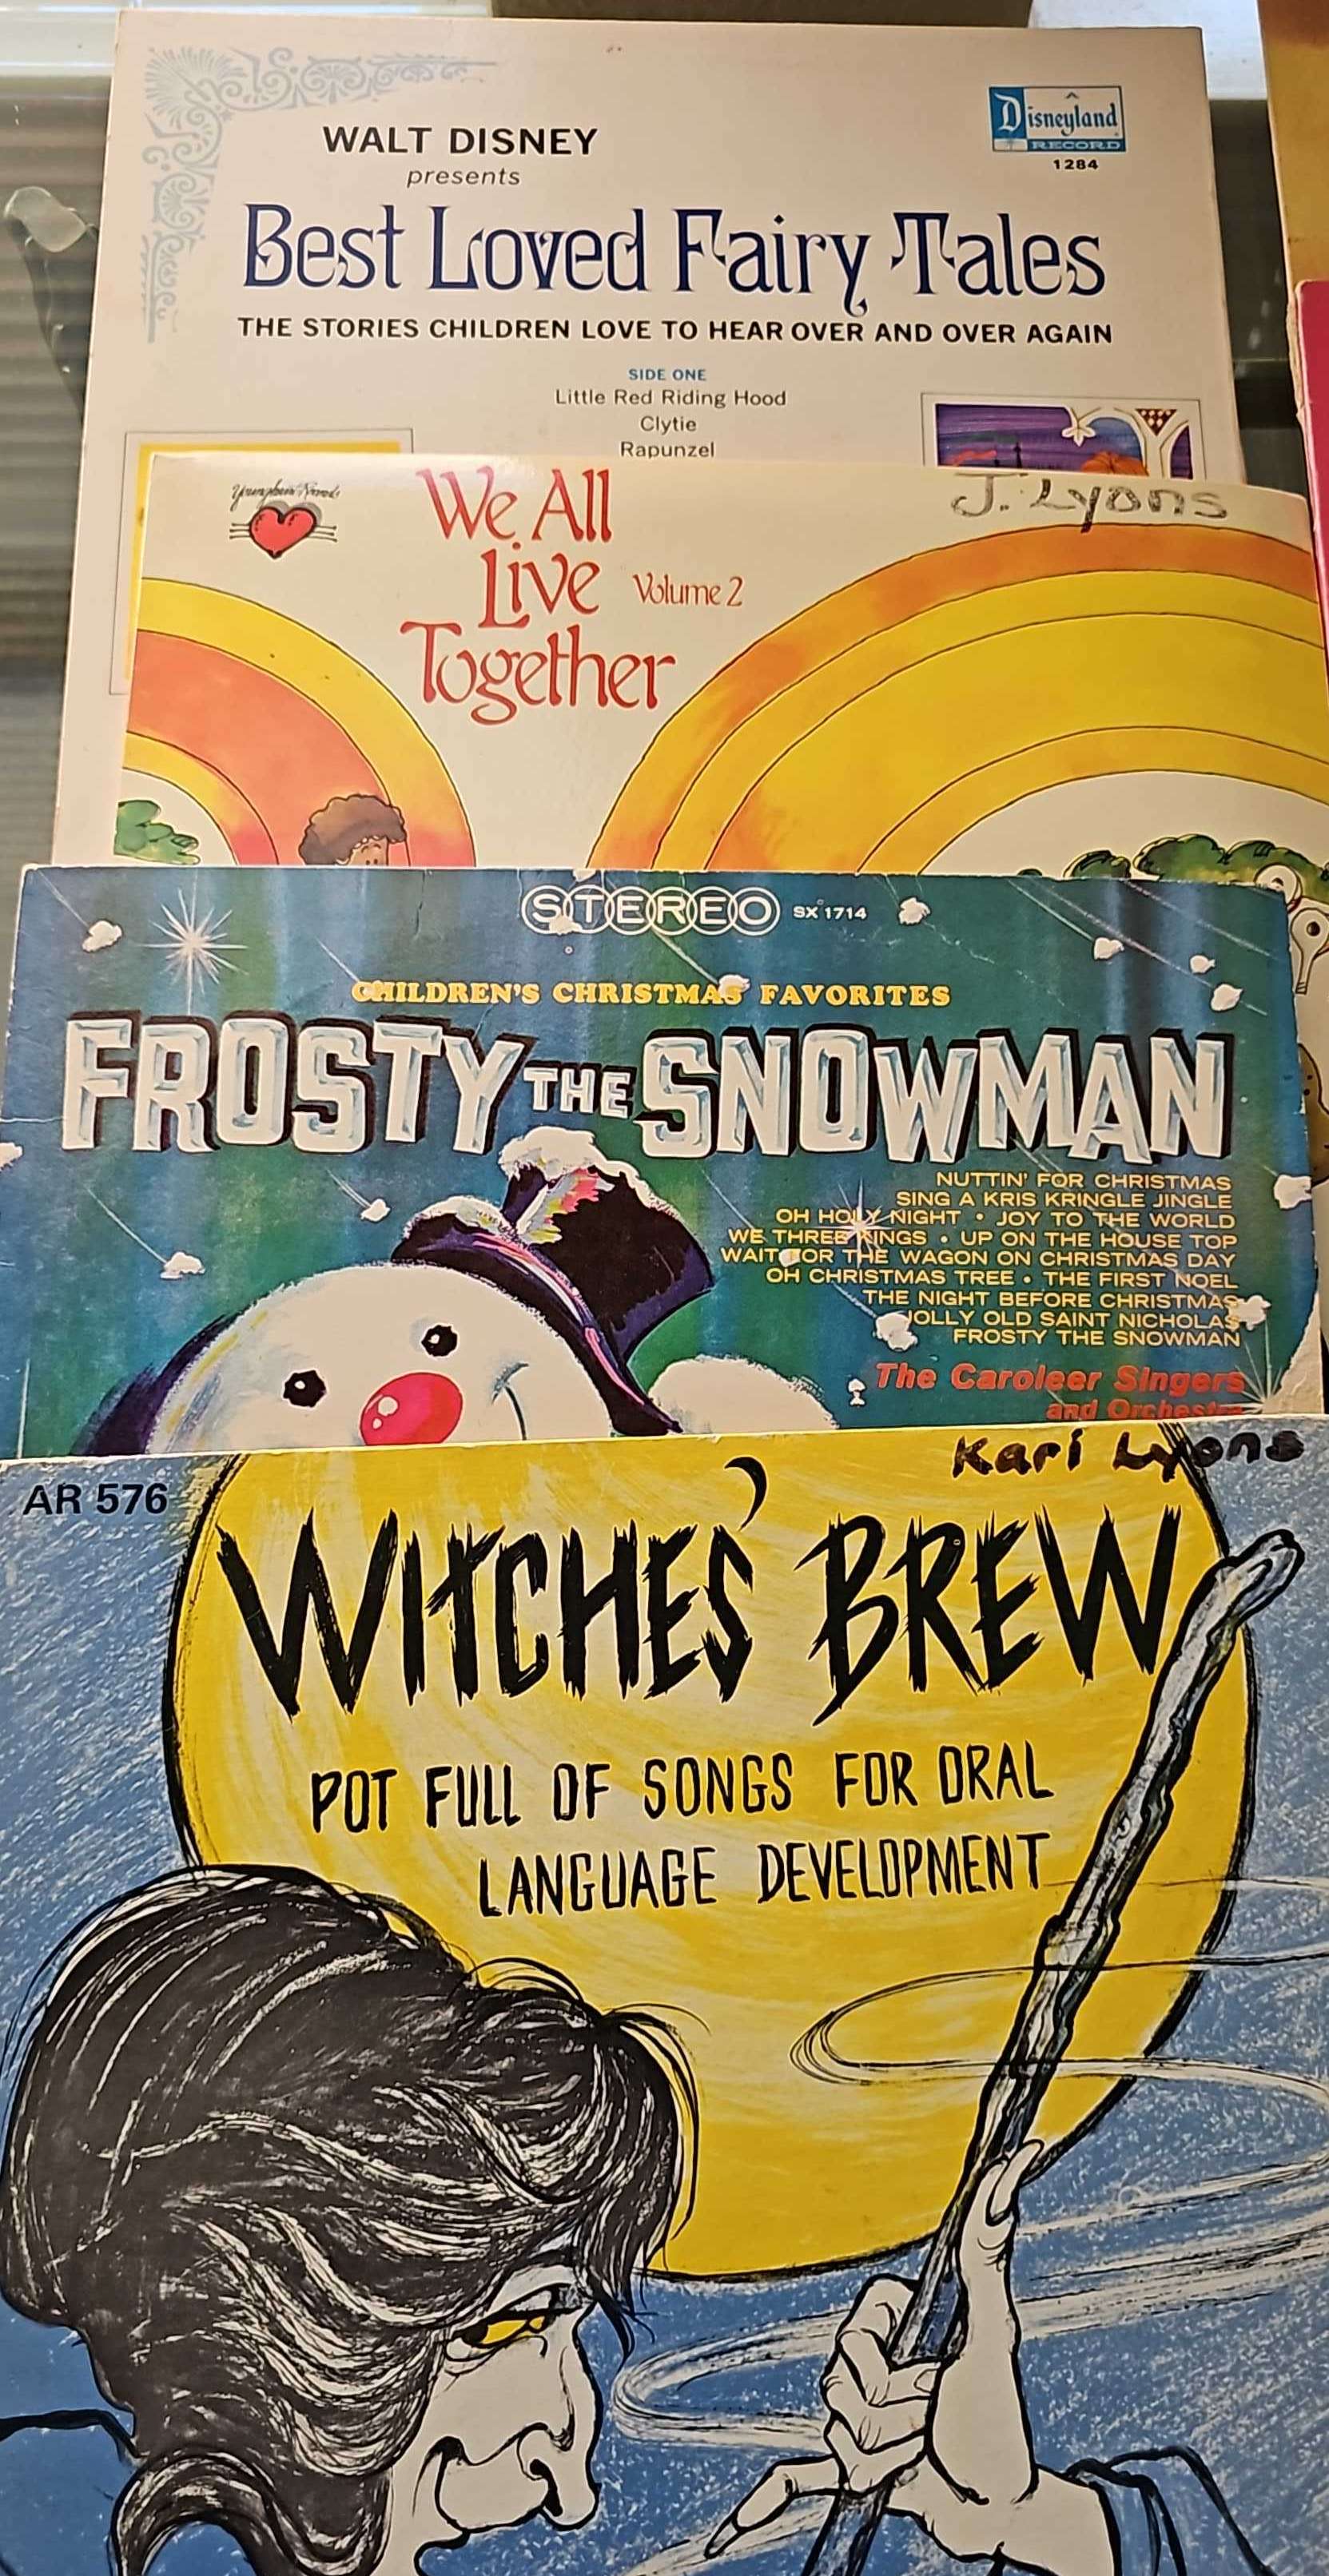 WALT DISNEY
presents
Disneyland
RECORD
1284
Best Loved Fairy Tales
THE STORIES CHILDREN LOVE TO HEAR OVER AND OVER AGAIN
SIDE ONE
Little Red Riding Hood
Clytie
Rapunzel
Youngheart Records
We All
Live Volume 2
Together
J. Lyons
STEREO SX 1714
CHILDREN'S CHRISTMAS FAVORITES
FROSTY THE SNOWMAN
NUTTIN' FOR CHRISTMAS
SING A KRIS KRINGLE JINGLE
OH HOLY NIGHT • JOY TO THE WORLD
WE THREE KINGS • UP ON THE HOUSE TOP
WAIT FOR THE WAGON ON CHRISTMAS DAY
OH CHRISTMAS TREE • THE FIRST NOEL
THE NIGHT BEFORE CHRISTMAS
JOLLY OLD SAINT NICHOLAS
FROSTY THE SNOWMAN
The Caroleer Singers
and Orchestra
Kari Lyons
AR 576
WITCHES' BREW
POT FULL OF SONGS FOR ORAL
LANGUAGE DEVELOPMENT